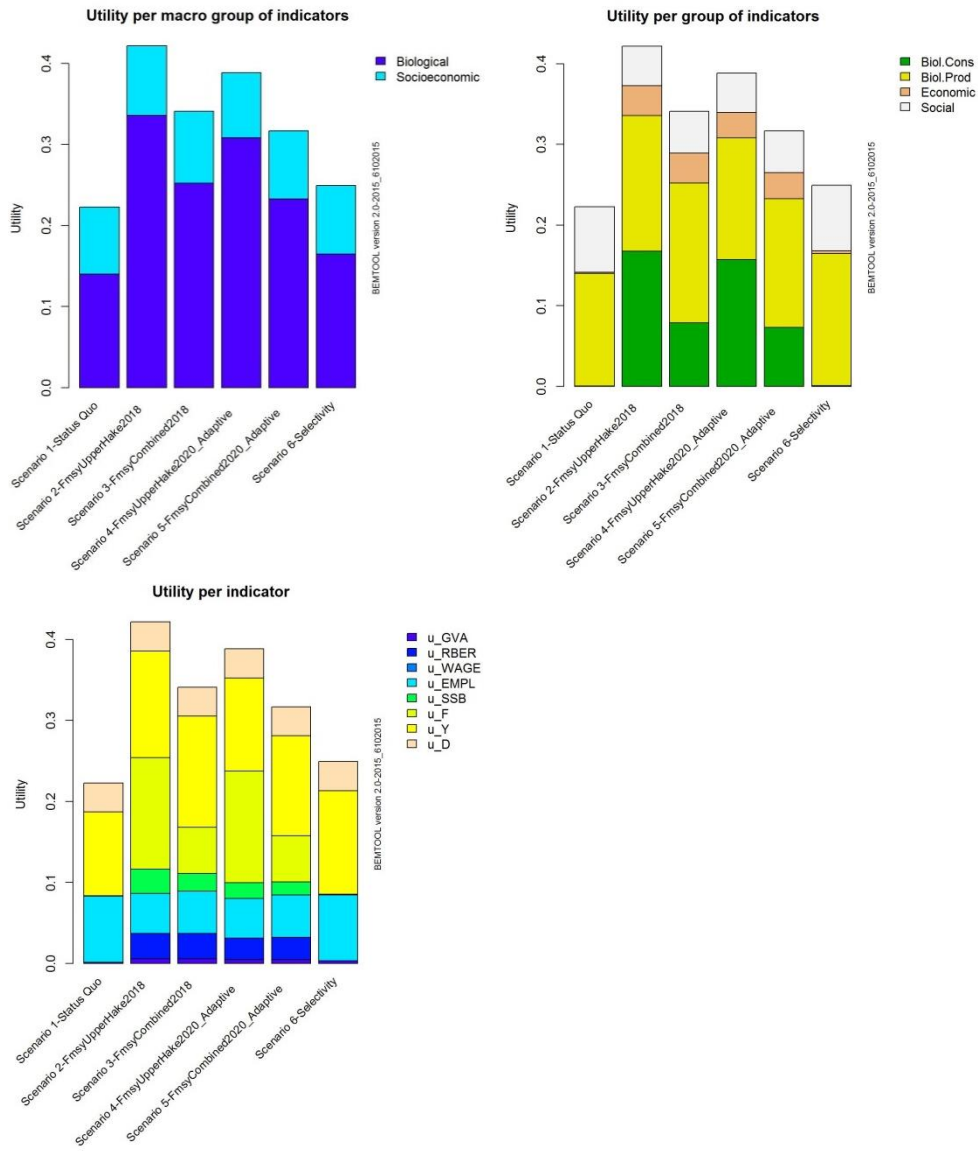 Utility per macro group of indicators
Utility
0.4
0.3
0.2
0.1
0.0
Biological
Socioeconomic
BEMTOOL version 2.0-2015_6102015
Scenario 1-Status Quo
Scenario 2-FmsyUpperHake2018
Scenario 3-FmsyCombined2018
Scenario 4-FmsyUpperHake2020_Adaptive
Scenario 5-FmsyCombined2020_Adaptive
Scenario 6-Selectivity
Utility per group of indicators
Utility
0.4
0.3
0.2
0.1
0.0
Biol.Cons
Biol.Prod
Economic
Social
BEMTOOL version 2.0-2015_6102015
Scenario 1-Status Quo
Scenario 2-FmsyUpperHake2018
Scenario 3-FmsyCombined2018
Scenario 4-FmsyUpperHake2020_Adaptive
Scenario 5-FmsyCombined2020_Adaptive
Scenario 6-Selectivity
Utility per indicator
Utility
0.4
0.3
0.2
0.1
0.0
u_GVA
u_RBER
u_WAGE
u_EMPL
u_SSB
u_F
u_Y
u_D
BEMTOOL version 2.0-2015_6102015
Scenario 1-Status Quo
Scenario 2-FmsyUpperHake2018
Scenario 3-FmsyCombined2018
Scenario 4-FmsyUpperHake2020_Adaptive
Scenario 5-FmsyCombined2020_Adaptive
Scenario 6-Selectivity